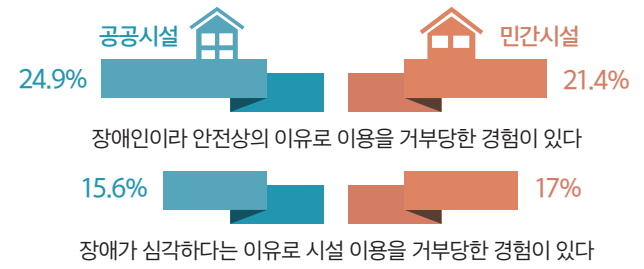 공공시설 민간시설
24.9% 21.4%
장애인이라 안전상의 이유로 이용을 거부당한 경험이 있다
15.6% 17%
장애가 심각하다는 이유로 시설 이용을 거부당한 경험이 있다